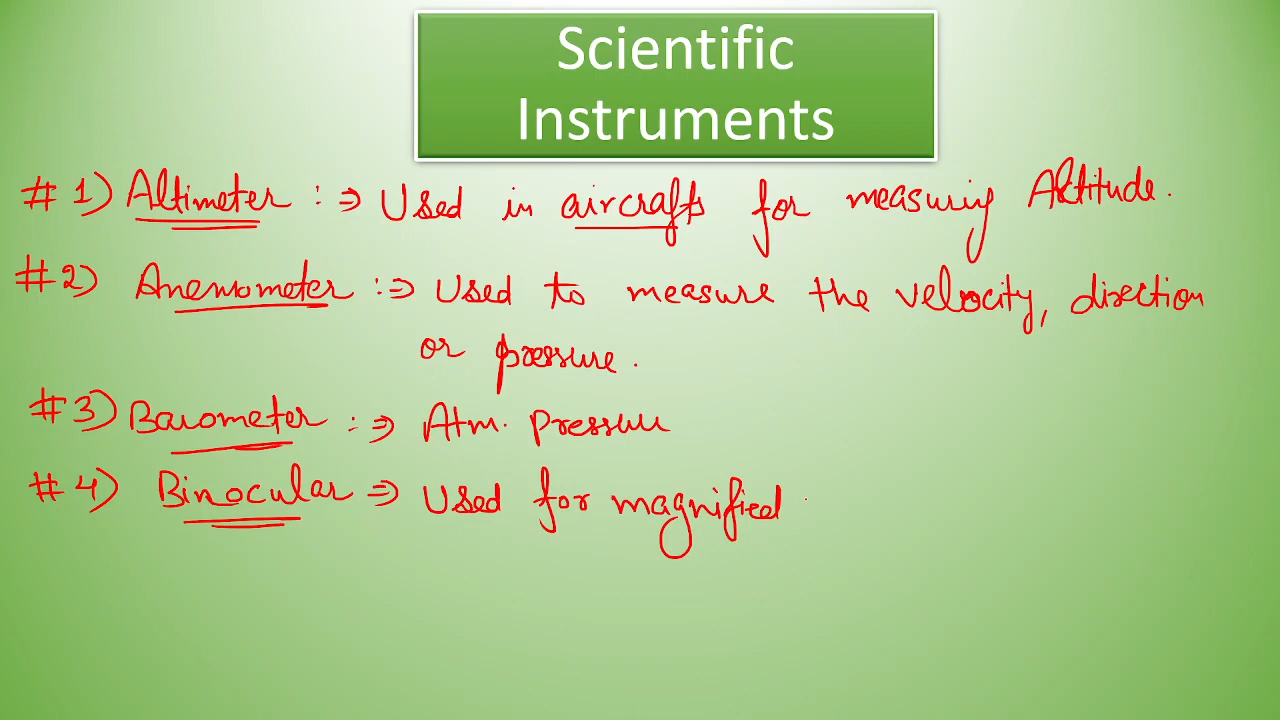 Scientific
Instruments
# 1) Altimeter :⇒ Used in aircrafts for measuring Altitude.
#2) Anemometer :⇒ Used to measure the velocity, direction
or pressure.
#3) Barometer :⇒ Atm. Pressure
#4) Binocular ⇒ Used for magnified